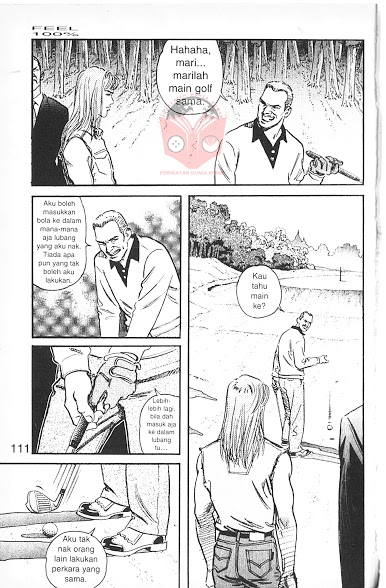 FEEL
100%
Hahaha,
mari...
marilah
main golf
sama.
Aku boleh
masukkan
bola ke dalam
mana-mana
aja lubang
yang aku nak.
Tiada apa
pun yang tak
boleh aku
lakukan.
Kau
tahu
main
ke?
Lebih-
lebih lagi,
bila dah
masuk aja
ke dalam
lubang
tu....
111
Aku tak
nak orang
lain lakukan
perkara yang
sama.